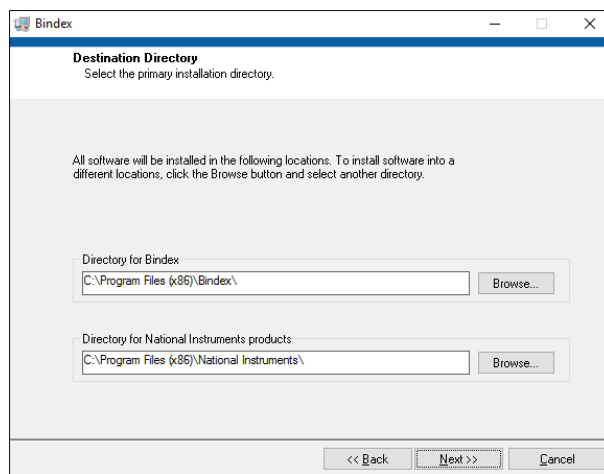 Bindex
Destination Directory
Select the primary installation directory.
All software will be installed in the following locations. To install software into a
different locations, click the Browse button and select another directory.
Directory for Bindex
C:\Program Files (x86)\Bindex\
Browse...
Directory for National Instruments products
C:\Program Files (x86)\National Instruments\
Browse...
<< Back
Next >>
Cancel